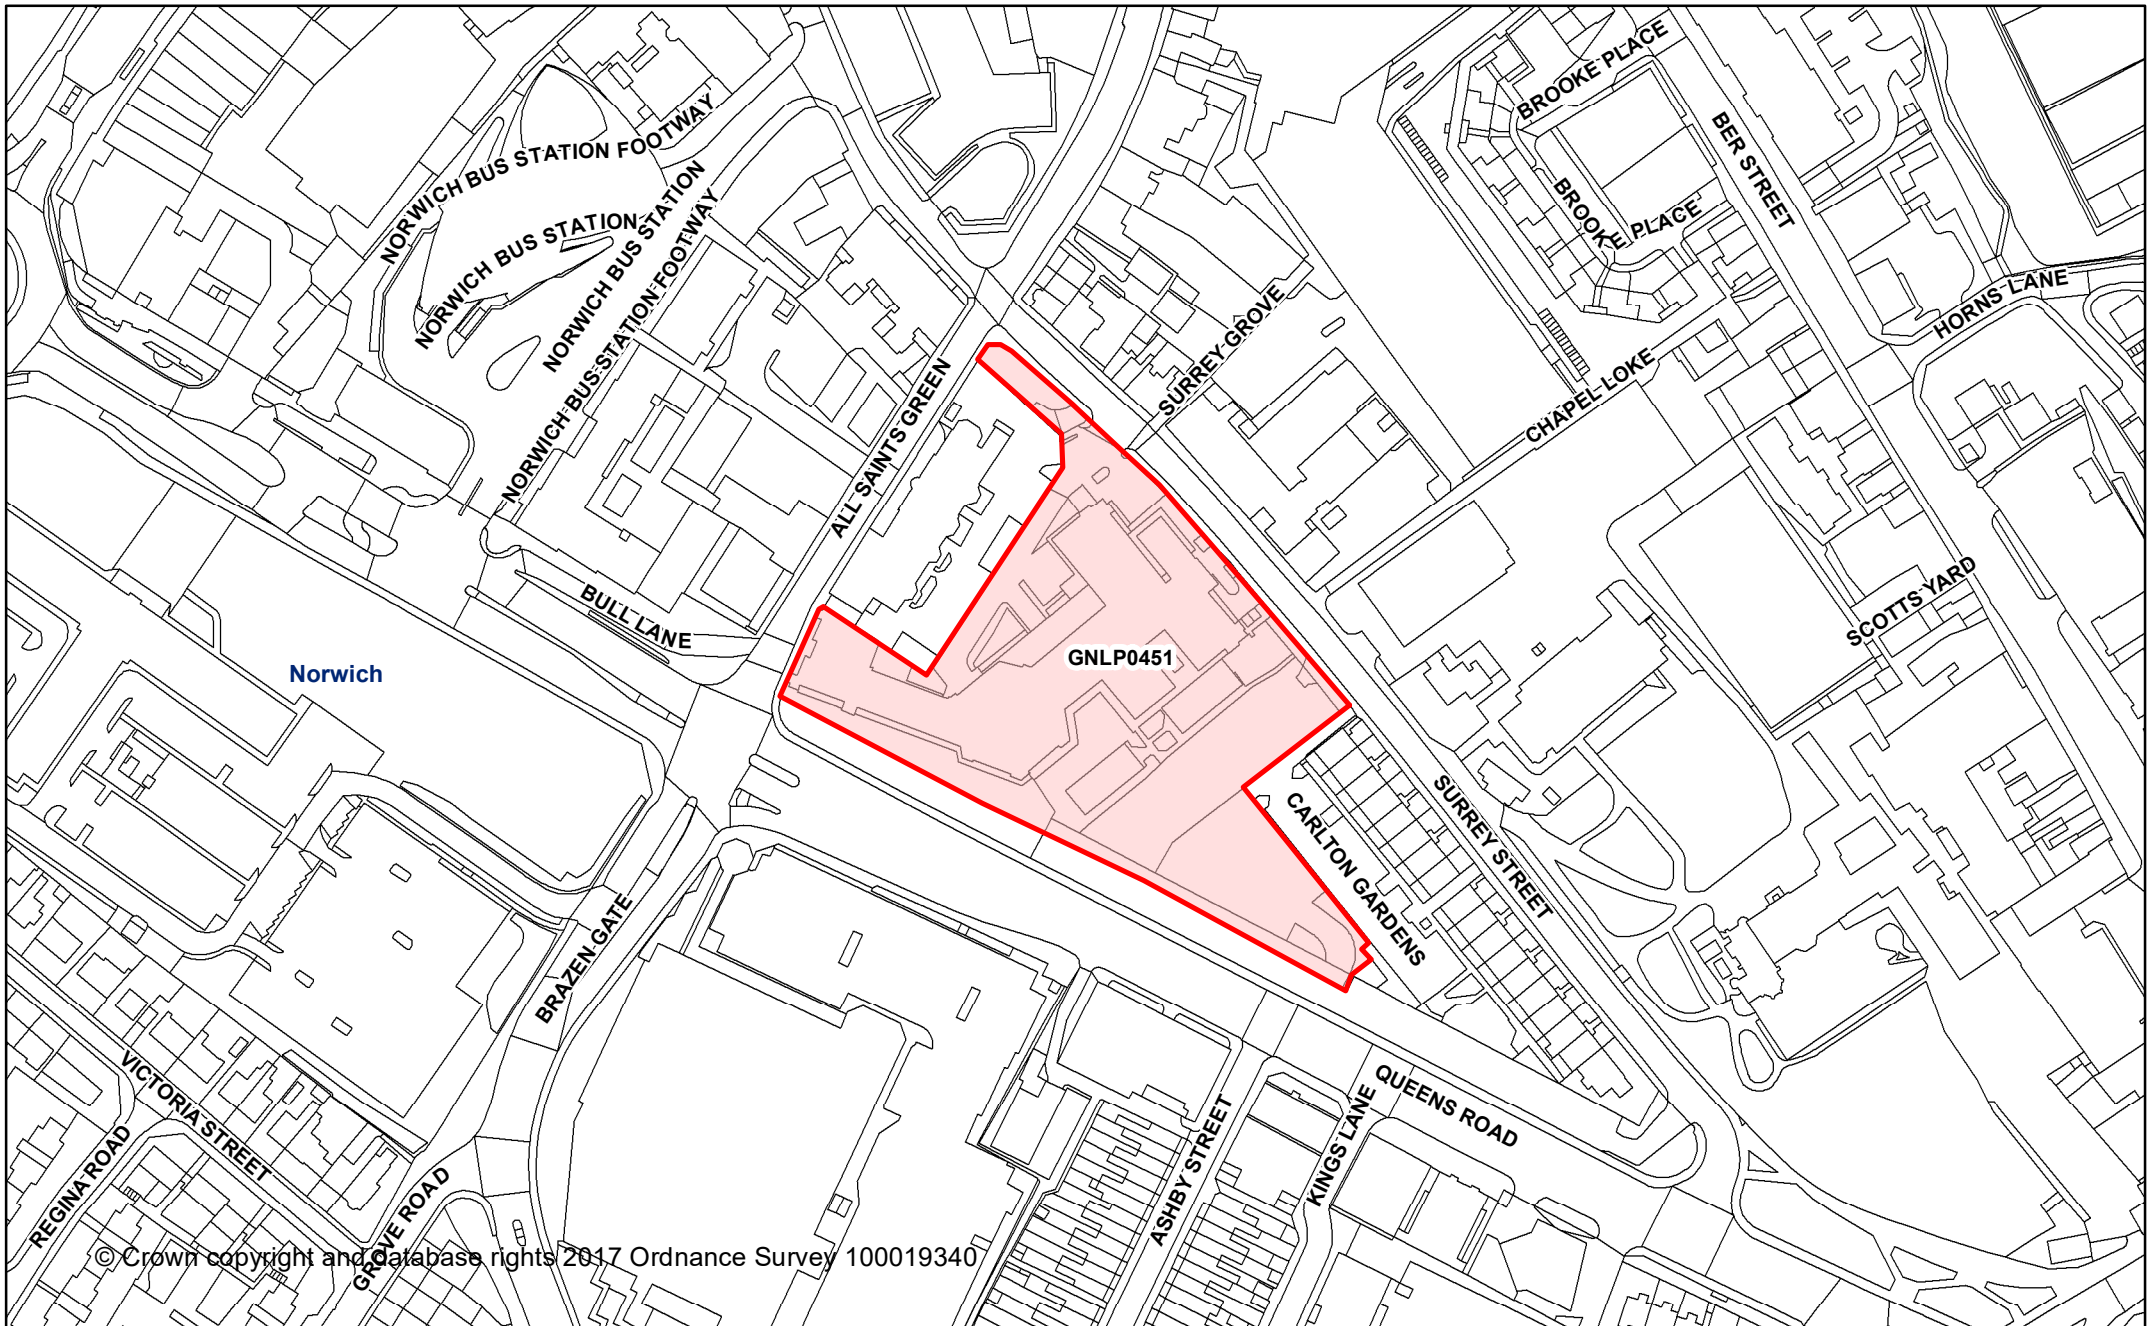 BROOKE PLACE
NORWICH BUS STATION FOOTWAY
BER STREET
NORWICH BUS STATION
BROOKE PLACE
NORWICH BUS STATION
NORWICH BUS STATION FOOTWAY
HORNS LANE
SURREY GROVE
CHAPEL LOKE
ALL SAINTS GREEN
BULL LANE
SCOTTS YARD
GNLP0451
Norwich
CARLTON GARDENS
SURREY STREET
BRAZEN GATE
QUEENS ROAD
VICTORIA STREET
KINGS LANE
ASHBY STREET
REGINA ROAD
GROVE ROAD
© Crown copyright and database rights 2017 Ordnance Survey 100019340